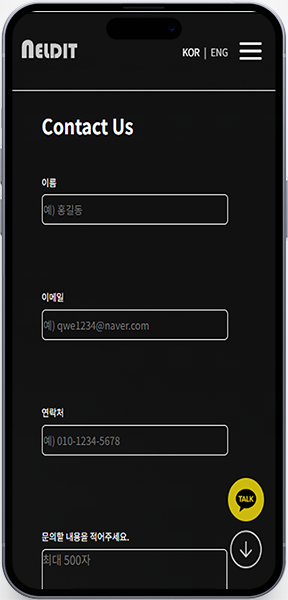 NELDIT
KOR | ENG
Contact Us
이름
예) 홍길동
이메일
예) qwe1234@naver.com
연락처
예) 010-1234-5678
TALK
문의할 내용을 적어주세요.
최대 500자